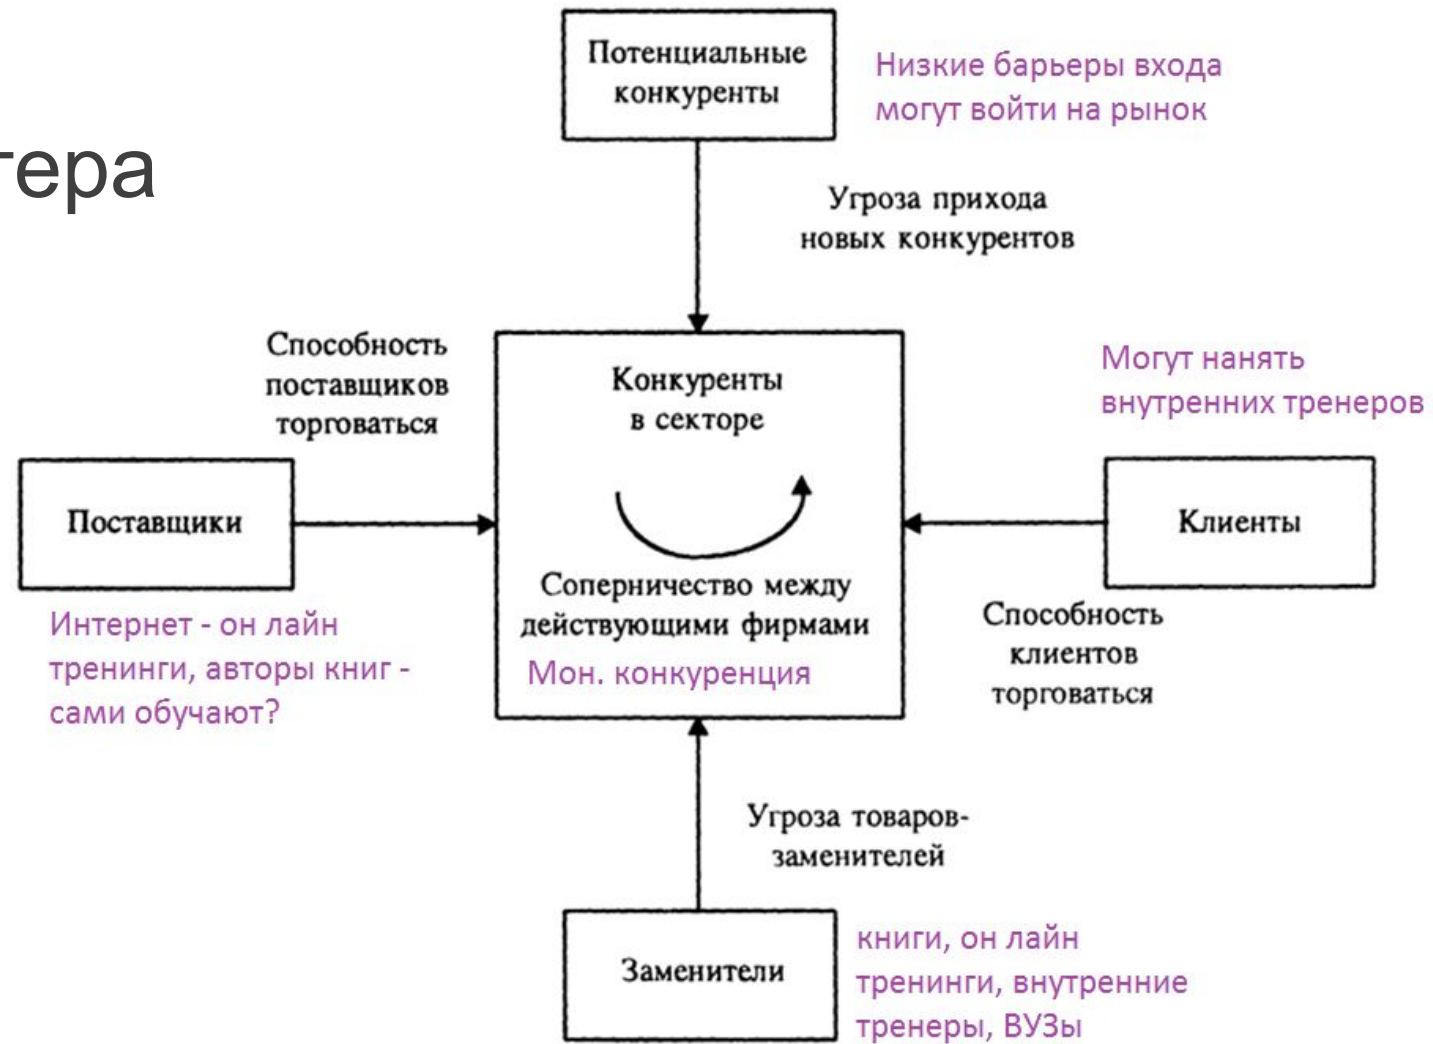 Потенциальные
конкуренты
Низкие барьеры входа
могут войти на рынок
тера
Угроза прихода
новых конкурентов
Способность
поставщиков
торговаться
Конкуренты
в секторе
Могут нанять
внутренних тренеров
Поставщики
Клиенты
Интернет - он лайн
тренинги, авторы книг -
сами обучают?
Соперничество между
действующими фирмами
Мон. конкуренция
Способность
клиентов
торговаться
Угроза товаров-
заменителей
Заменители
книги, он лайн
тренинги, внутренние
тренеры, ВУЗы